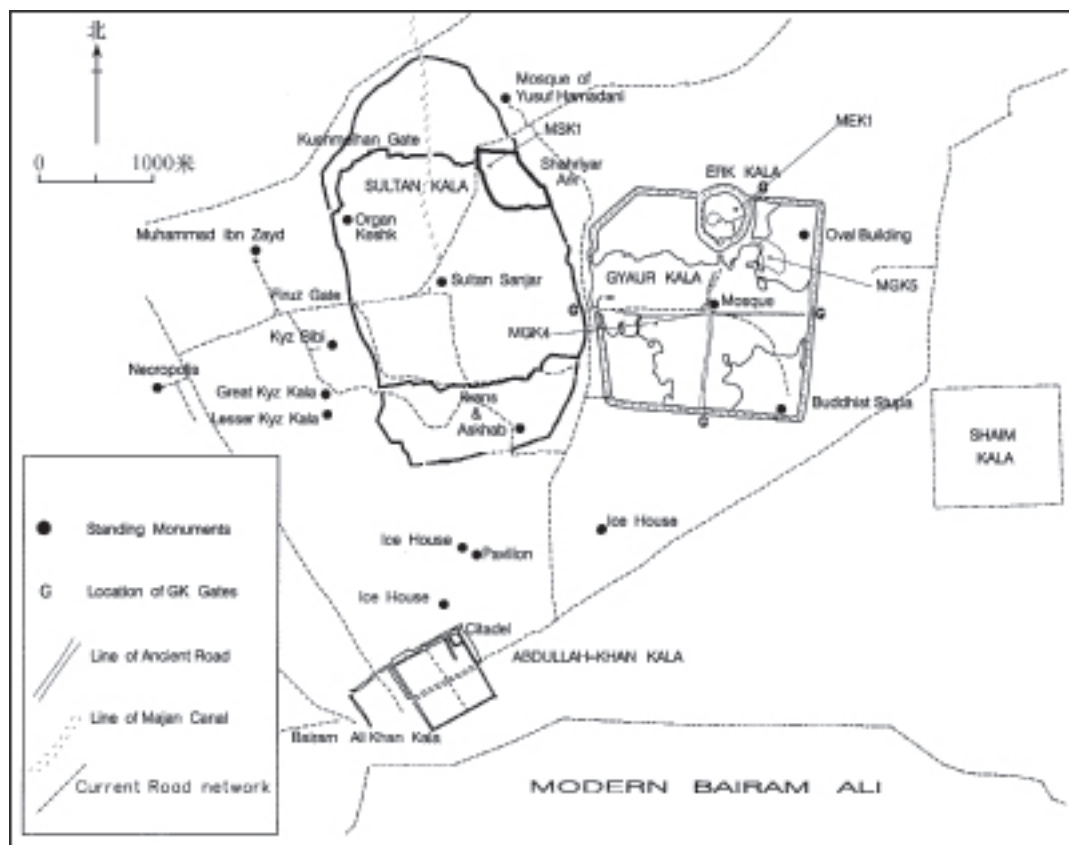 北
0 1000米
Mosque of
Yusuf Hamadani
MSK1
MEK1
Kushmeihan Gate
Shahriyar
Ark
ERK KALA
G
SULTAN KALA
Organ
Keshk
Muhammad ibn Zayd
Oval Building
Sultan Sanjar
GYAUR KALA
MGK5
Piruz Gate
Mosque
G
G
MGK4
Kyz Bibi
Necropolis
Great Kyz Kala
Lesser Kyz Kala
&
Askhab
Buddhist Stupa
G
SHAIM
KALA
Ice House
Ice House
Pavilion
Ice House
Citadel
ABDULLAH-KHAN KALA
Bairam Ali Khan Kala
MODERN BAIRAM ALI
Standing Monuments
G Location of GK Gates
Line of Ancient Road
Line of Majan Canal
Current Road network